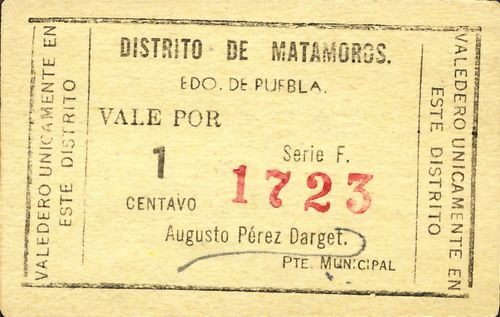 DISTRITO DE MATAMOROS.
EDO. DE PUEBLA.
VALE POR
1
Serie F.
1723
CENTAVO
Augusto Pérez Darget.
PTE. MUNICIPAL
VALEDERO UNICAMENTE EN
ESTE DISTRITO
VALEDERO UNICAMENTE EN
ESTE DISTRITO